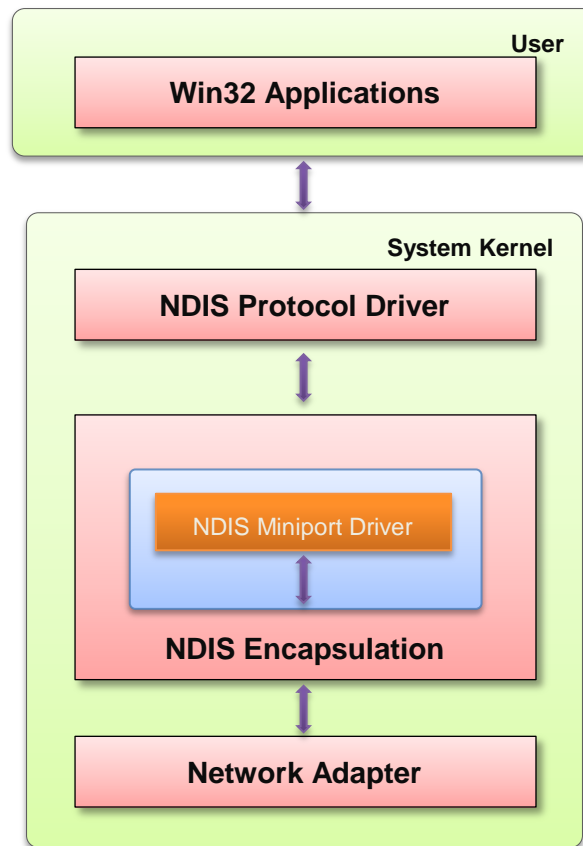 User
Win32 Applications
System Kernel
NDIS Protocol Driver
NDIS Miniport Driver
NDIS Encapsulation
Network Adapter